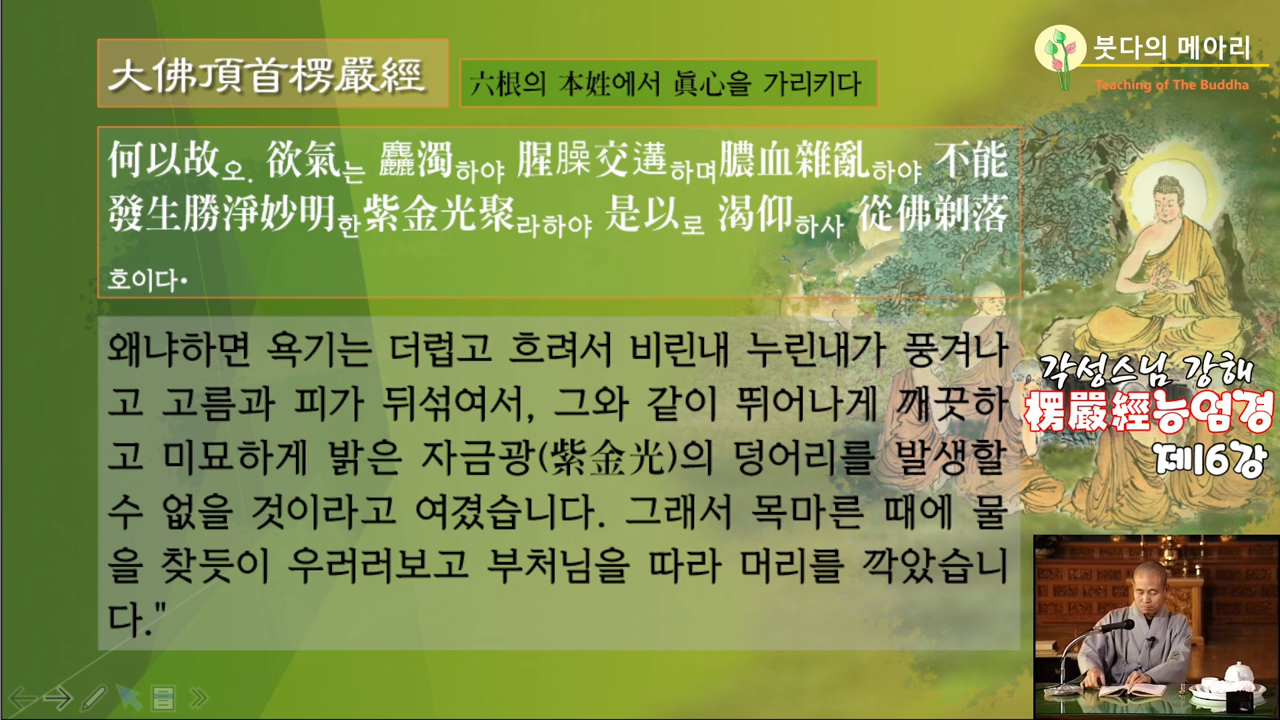 大佛頂首楞嚴經
六根의 本姓에서 眞心을 가리키다
붓다의 메아리
Teaching of The Buddha
何以故오. 欲氣는 麤濁하야 腥臊交遘하며膿血雜亂하야 不能
發生勝淨妙明한紫金光聚라하야 是以로 渴仰하사 從佛剃落
호이다·
왜냐하면 욕기는 더럽고 흐려서 비린내 누린내가 풍겨나
고 고름과 피가 뒤섞여서, 그와 같이 뛰어나게 깨끗하
고 미묘하게 밝은 자금광(紫金光)의 덩어리를 발생할
수 없을 것이라고 여겼습니다. 그래서 목마른 때에 물
을 찾듯이 우러러보고 부처님을 따라 머리를 깍았습니
다."
각성스님 강해
楞嚴經능엄경
제16강